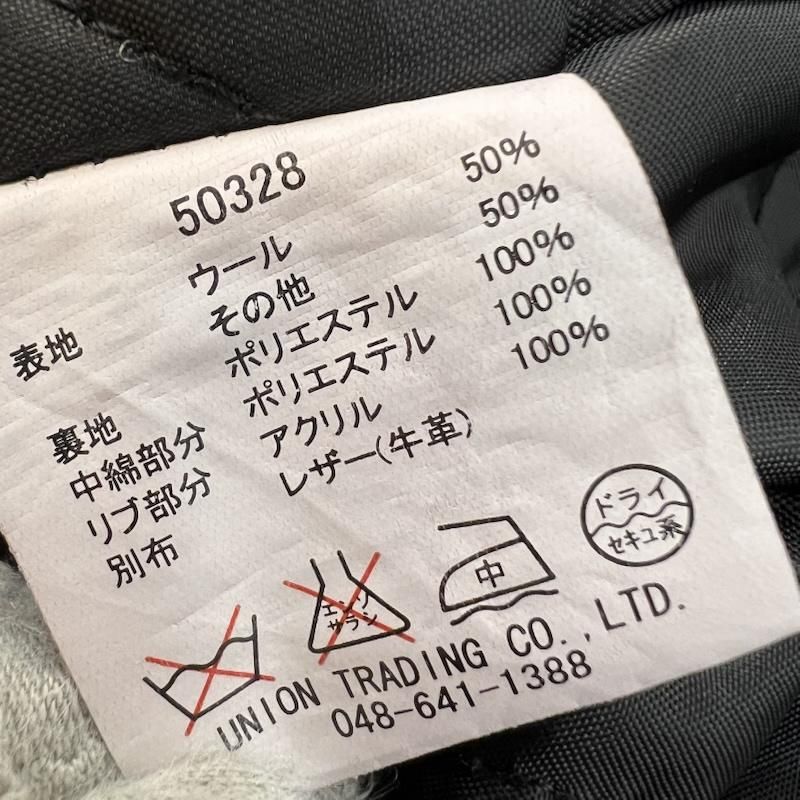 50328
表地 ウール 50%
その他 50%
裏地 ポリエステル 100%
中綿部分 ポリエステル 100%
リブ部分 アクリル 100%
別布 レザー(牛革)
エンソ
サラシ
中
ドライ
セキユ系
UNION TRADING CO.,LTD.
048-641-1388